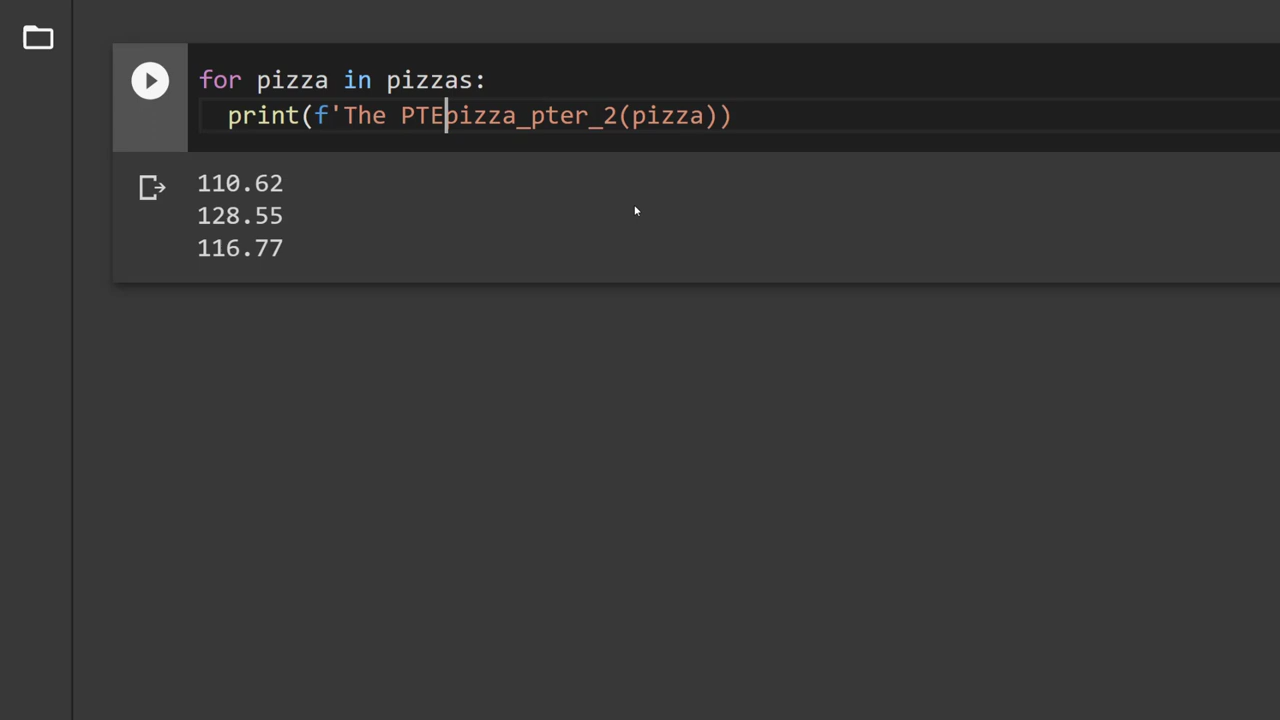 for pizza in pizzas:
  print(f'The PTEpizza_pter_2(pizza))
110.62
128.55
116.77